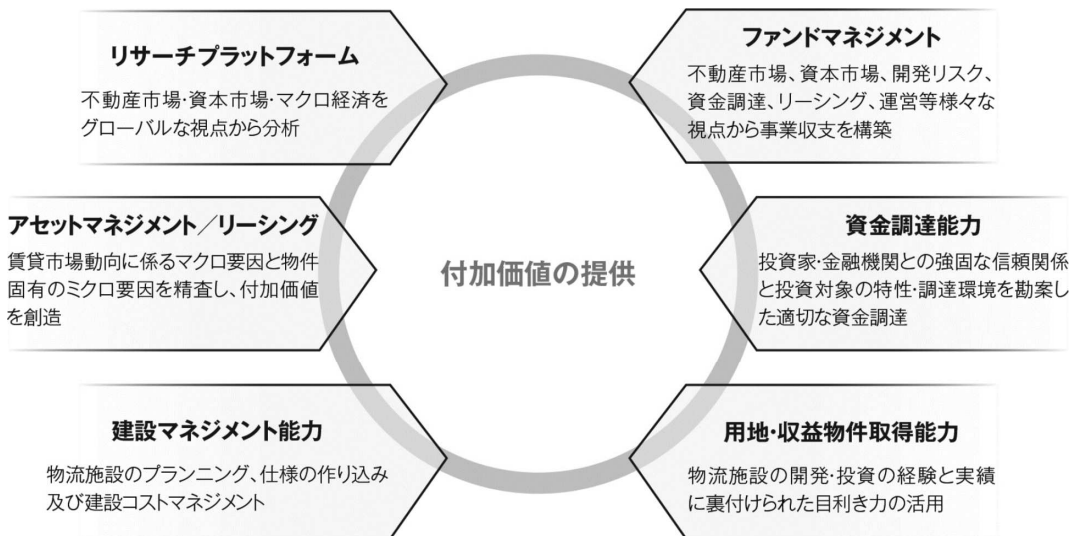 リサーチプラットフォーム
不動産市場･資本市場･マクロ経済を
グローバルな視点から分析
ファンドマネジメント
不動産市場、資本市場、開発リスク、
資金調達、リーシング、運営等様々な
視点から事業収支を構築
アセットマネジメント／リーシング
賃貸市場動向に係るマクロ要因と物件
固有のミクロ要因を精査し、付加価値
を創造
付加価値の提供
資金調達能力
投資家･金融機関との強固な信頼関係
と投資対象の特性･調達環境を勘案し
た適切な資金調達
建設マネジメント能力
物流施設のプランニング、仕様の作り込み
及び建設コストマネジメント
用地･収益物件取得能力
物流施設の開発･投資の経験と実績
に裏付けられた目利き力の活用